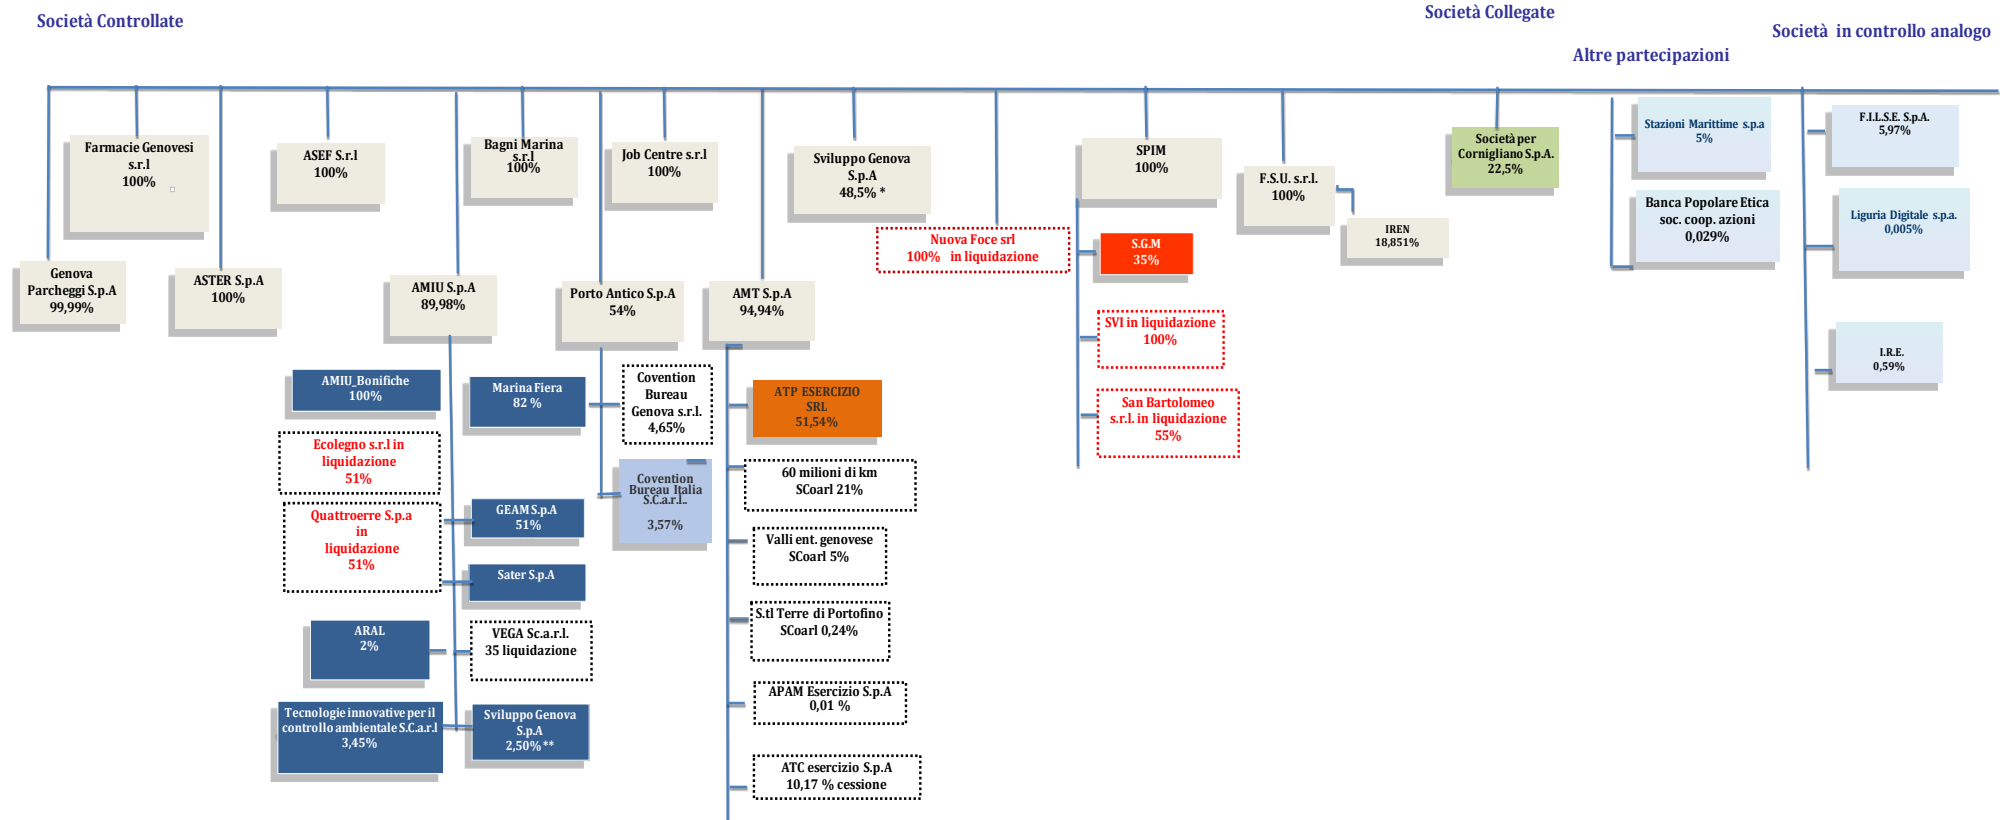 Società Controllate
Società Collegate
Altre partecipazioni
Società in controllo analogo
Farmacie Genovesi
s.r.l
100%
ASEF S.r.l
100%
Bagni Marina
s.r.l
100%
Job Centre s.r.l
100%
Sviluppo Genova
S.p.A
48,5% *
SPIM
100%
F.S.U. s.r.l.
100%
Società per
Cornigliano S.p.A.
22,5%
Stazioni Marittime s.p.a
5%
F.I.L.S.E. S.p.A.
5,97%
Banca Popolare Etica
soc. coop. azioni
0,029%
Liguria Digitale s.p.a.
0,005%
IREN
18,851%
Nuova Foce srl
100% in liquidazione
S.G.M
35%
Genova
Parcheggi S.p.A
99,99%
ASTER S.p.A
100%
AMIU S.p.A
89,98%
Porto Antico S.p.A
54%
AMT S.p.A
94,94%
SVI in liquidazione
100%
I.R.E.
0,59%
San Bartolomeo
s.r.l. in liquidazione
55%
AMIU_Bonifiche
100%
Marina Fiera
82 %
Covention
Bureau
Genova s.r.l.
4,65%
ATP ESERCIZIO
SRL
51,54%
Ecolegno s.r.l in
liquidazione
51%
60 milioni di km
SCoarl 21%
Covention
Bureau Italia
S.C.a.r.l..
3,57%
Quattroerre S.p.a
in
liquidazione
51%
GEAM S.p.A
51%
Valli ent. genovese
SCoarl 5%
Sater S.p.A
S.tl Terre di Portofino
SCoarl 0,24%
ARAL
2%
VEGA Sc.a.r.l.
35 liquidazione
APAM Esercizio S.p.A
0,01 %
Tecnologie innovative per il
controllo ambientale S.C.a.r.l
3,45%
Sviluppo Genova
S.p.A
2,50% **
ATC esercizio S.p.A
10,17 % cessione